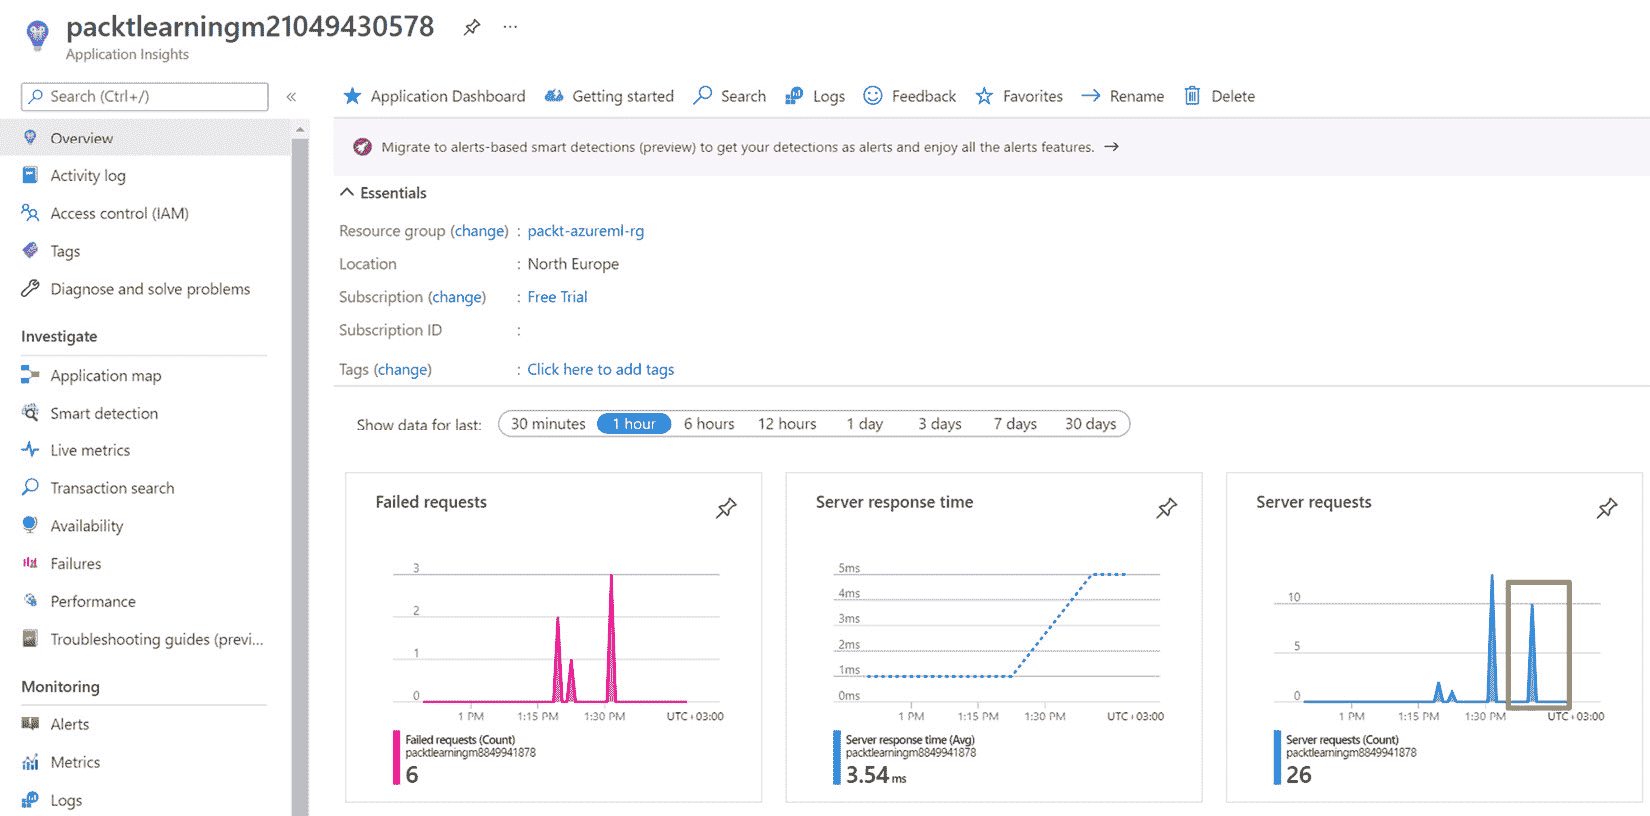 packtlearningm21049430578
Application Insights
Search (Ctrl+/)
Application Dashboard Getting started Search Logs Feedback Favorites Rename Delete
Overview
Activity log
Access control (IAM)
Tags
Diagnose and solve problems
Investigate
Application map
Smart detection
Live metrics
Transaction search
Availability
Failures
Performance
Troubleshooting guides (previ...
Monitoring
Alerts
Metrics
Logs
Migrate to alerts-based smart detections (preview) to get your detections as alerts and enjoy all the alerts features.
Essentials
Resource group (change) : packt-azureml-rg
Location : North Europe
Subscription (change) : Free Trial
Subscription ID :
Tags (change) : Click here to add tags
Show data for last: 30 minutes 1 hour 6 hours 12 hours 1 day 3 days 7 days 30 days
Failed requests
3
2
1
0
1 PM 1:15 PM 1:30 PM UTC+03:00
Failed requests (Count)
packtlearningm8849941878
6
Server response time
5ms
4ms
3ms
2ms
1ms
0ms
1 PM 1:15 PM 1:30 PM UTC+03:00
Server response time (Avg)
packtlearningm8849941878
3.54 ms
Server requests
10
5
0
1 PM 1:15 PM 1:30 PM UTC+03:00
Server requests (Count)
packtlearningm8849941878
26